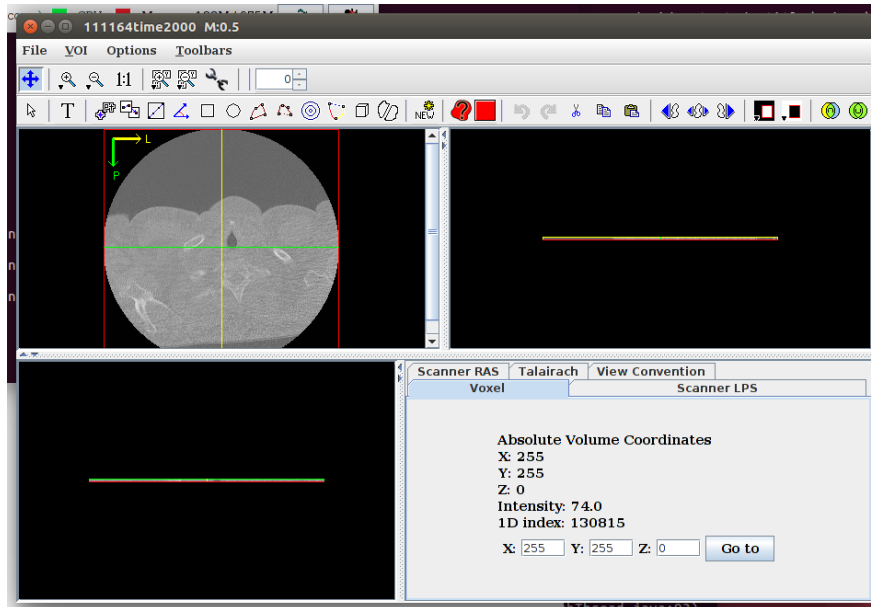 111164time2000 M:0.5
File VOI Options Toolbars
1:1 0
T NEW
L
P
n
n
n
Scanner RAS Talairach View Convention
Voxel Scanner LPS
Absolute Volume Coordinates
X: 255
Y: 255
Z: 0
Intensity: 74.0
1D index: 130815
X: 255 Y: 255 Z: 0 Go to